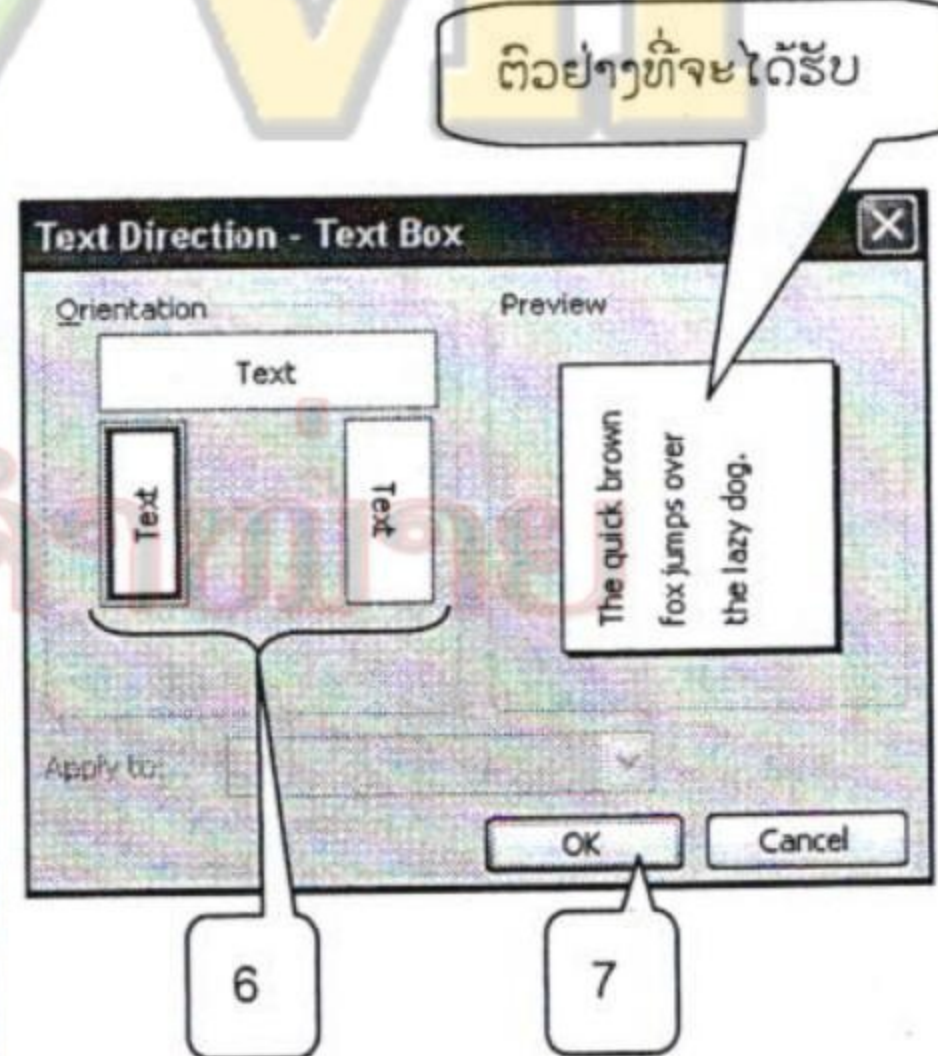 ຕົວຢ່າງທີ່ຈະໄດ້ຮັບ
Text Direction - Text Box
Orientation
Preview
Text
Text
Text
The quick brown
fox jumps over
the lazy dog.
Apply to:
OK
Cancel
6
7